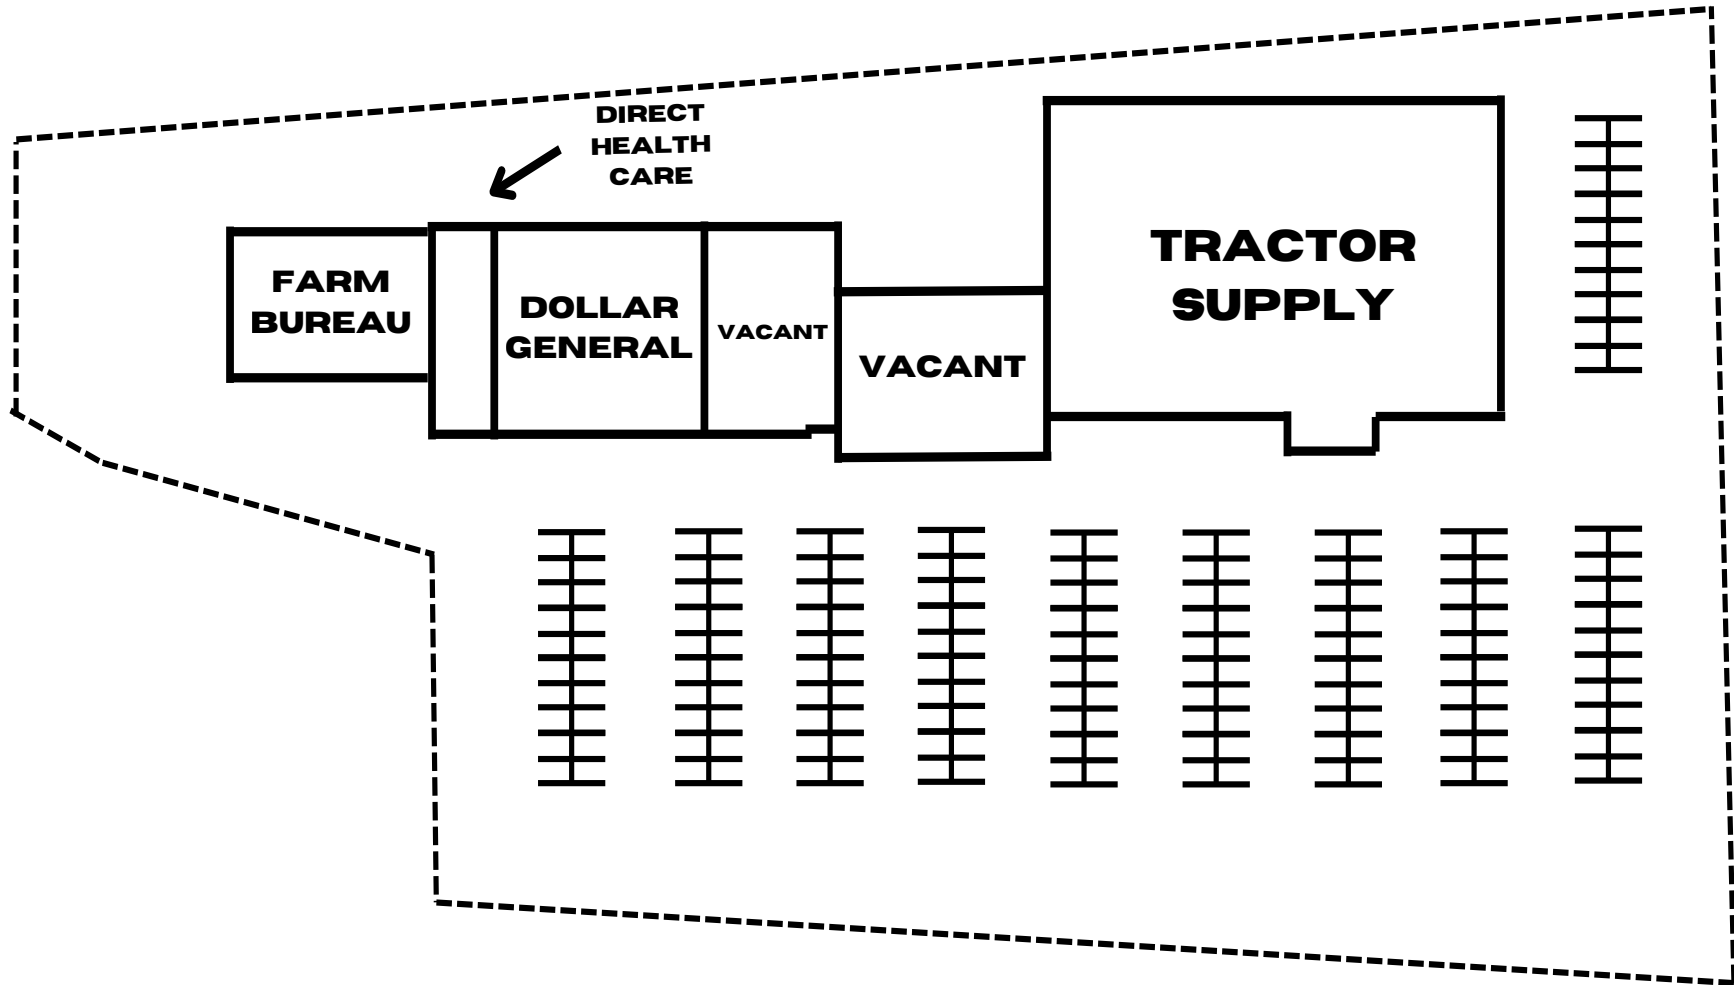 DIRECT
HEALTH
CARE
FARM
BUREAU
DOLLAR
GENERAL
VACANT
VACANT
TRACTOR
SUPPLY